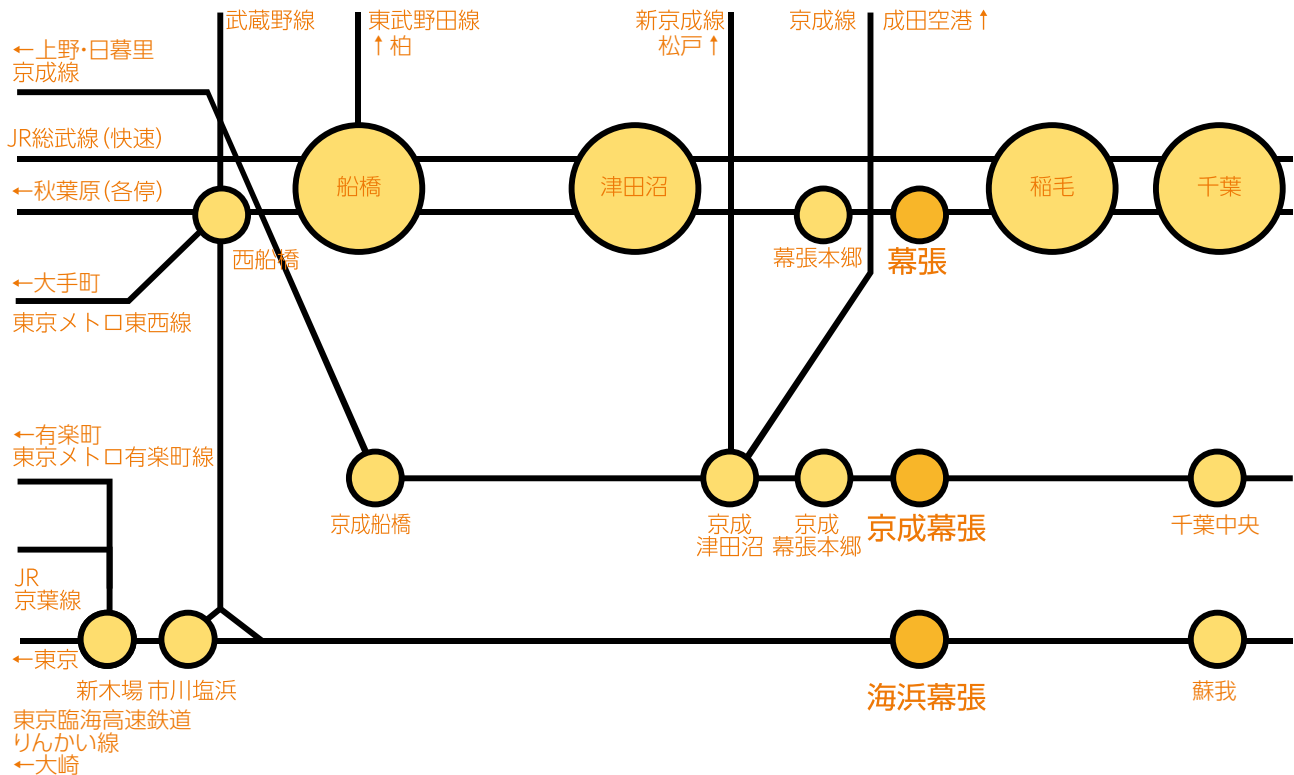 武蔵野線
東武野田線
↑柏
新京成線
松戸↑
京成線
成田空港↑
←上野・日暮里
京成線
JR総武線(快速)
←秋葉原(各停)
船橋
津田沼
稲毛
千葉
西船橋
幕張本郷
幕張
←大手町
東京メトロ東西線
←有楽町
東京メトロ有楽町線
京成船橋
京成
津田沼
京成
幕張本郷
京成幕張
千葉中央
JR
京葉線
←東京
新木場
市川塩浜
海浜幕張
蘇我
東京臨海高速鉄道
りんかい線
←大崎